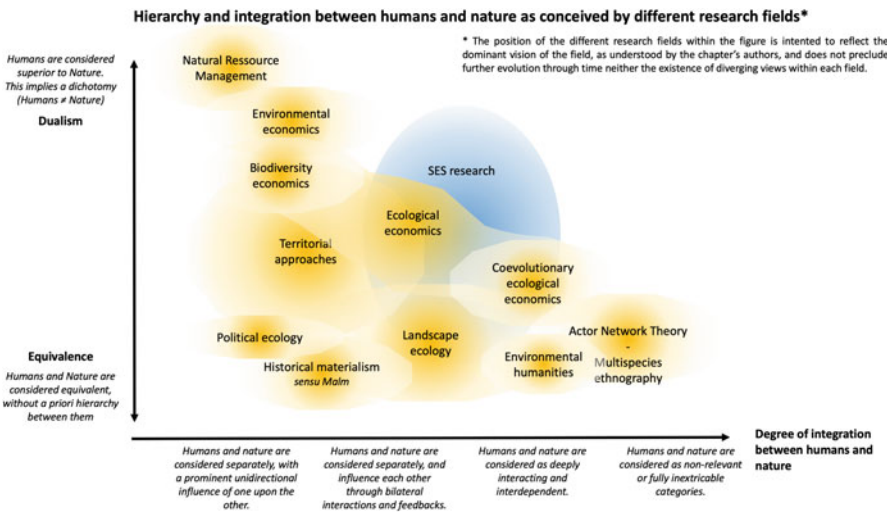 Hierarchy and integration between humans and nature as conceived by different research fields*
* The position of the different research fields within the figure is intented to reflect the
dominant vision of the field, as understood by the chapter's authors, and does not preclude
further evolution through time neither the existence of diverging views within each field.
Humans are considered
superior to Nature.
This implies a dichotomy
(Humans ≠ Nature)
Dualism
Natural Ressource
Management
Environmental
economics
Biodiversity
economics
SES research
Ecological
economics
Territorial
approaches
Coevolutionary
ecological
economics
Political ecology
Landscape
ecology
Actor Network Theory
-
Multispecies
ethnography
Historical materialism
sensu Malm
Environmental
humanities
Equivalence
Humans and Nature are
considered equivalent,
without a priori hierarchy
between them
Degree of integration
between humans and
nature
Humans and nature are
considered separately, with
a prominent unidirectional
influence of one upon the
other.
Humans and nature are
considered separately, and
influence each other
through bilateral
interactions and feedbacks.
Humans and nature are
considered as deeply
interacting and
interdependent.
Humans and nature are
considered as non-relevant
or fully inextricable
categories.